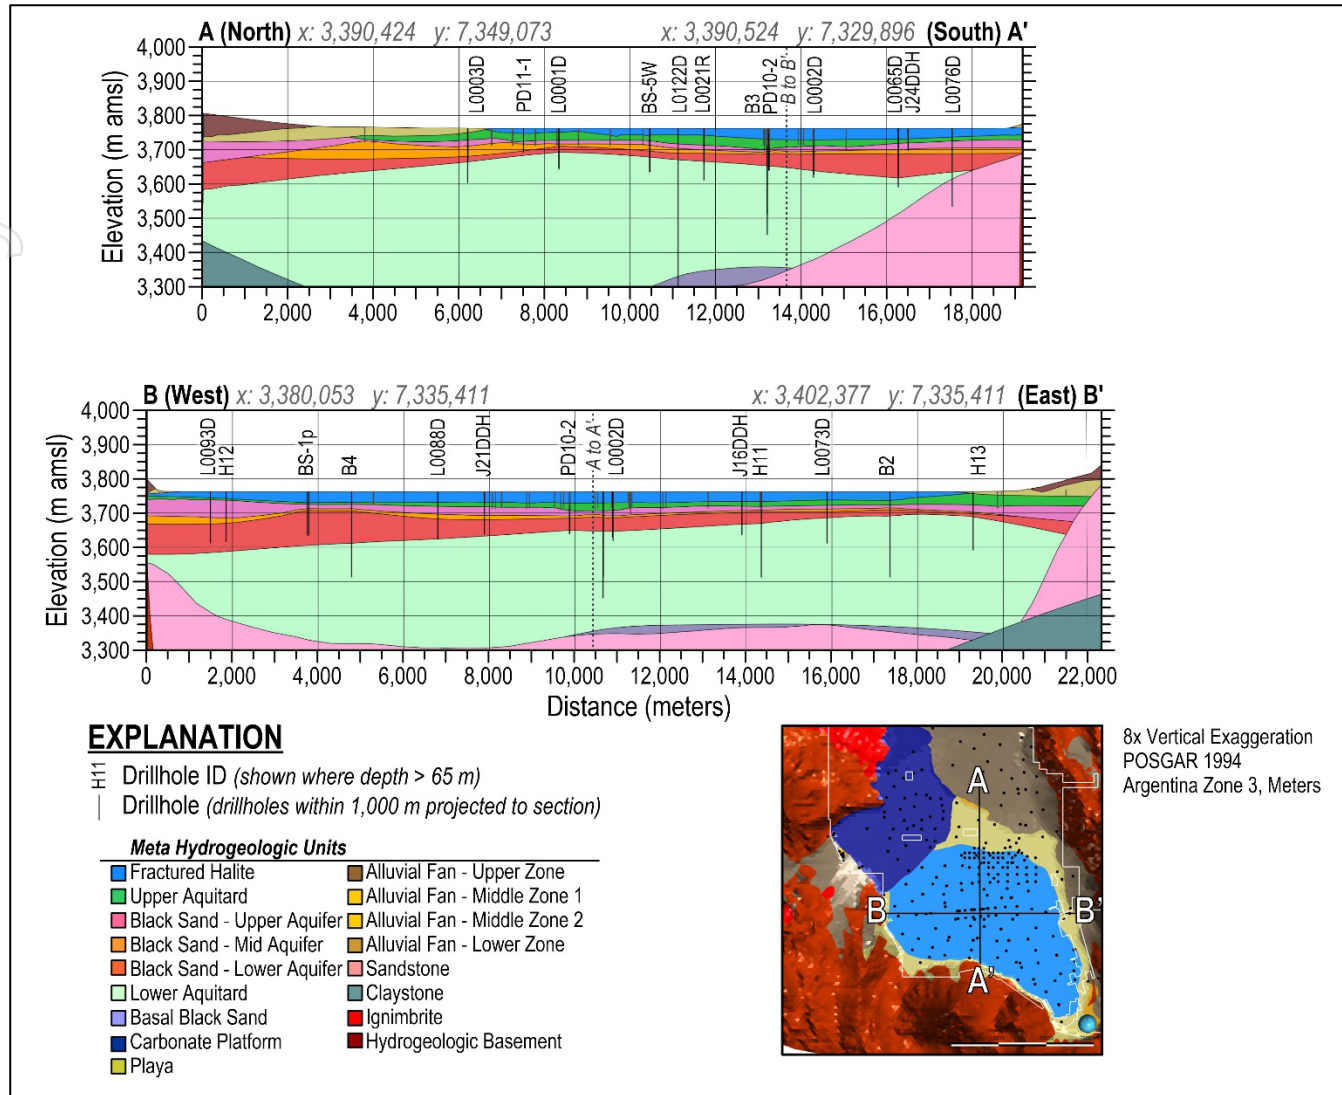 A (North) x: 3,390,424 y: 7,349,073 x: 3,390,524 y: 7,329,896 (South) A'
4,000
3,900
3,800
3,700
3,600
3,500
3,400
3,300
Elevation (m amsl)
L0003D
PD11-1
L0001D
BS-5W
L0122D
L0021R
B3
PD10-2
B to B'
L0002D
L0065D
J24DDH
L0076D
0 2,000 4,000 6,000 8,000 10,000 12,000 14,000 16,000 18,000
B (West) x: 3,380,053 y: 7,335,411 x: 3,402,377 y: 7,335,411 (East) B'
4,000
3,900
3,800
3,700
3,600
3,500
3,400
3,300
Elevation (m amsl)
L0093D
H12
BS-1p
B4
L0088D
J21DDH
PD10-2
A to A'
L0002D
J16DDH
H11
L0073D
B2
H13
0 2,000 4,000 6,000 8,000 10,000 12,000 14,000 16,000 18,000 20,000 22,000
Distance (meters)
EXPLANATION
H11 Drillhole ID (shown where depth > 65 m)
Drillhole (drillholes within 1,000 m projected to section)
Meta Hydrogeologic Units
Fractured Halite
Upper Aquitard
Black Sand - Upper Aquifer
Black Sand - Mid Aquifer
Black Sand - Lower Aquifer
Lower Aquitard
Basal Black Sand
Carbonate Platform
Playa
Alluvial Fan - Upper Zone
Alluvial Fan - Middle Zone 1
Alluvial Fan - Middle Zone 2
Alluvial Fan - Lower Zone
Sandstone
Claystone
Ignimbrite
Hydrogeologic Basement
A
B
B'
A'
8x Vertical Exaggeration
POSGAR 1994
Argentina Zone 3, Meters